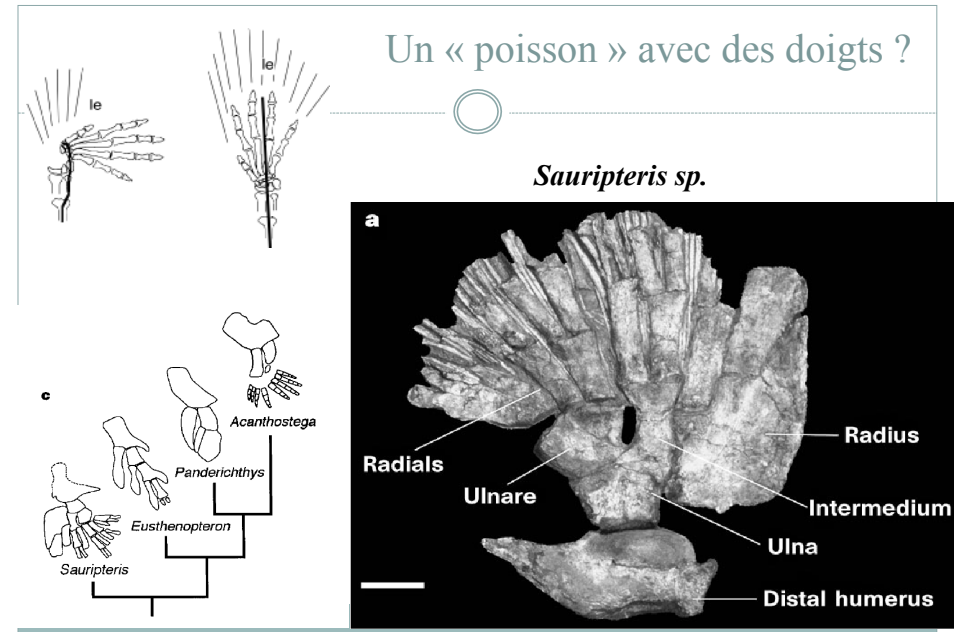 Un « poisson » avec des doigts ?
le
le
Sauripteris sp.
a
Radials
Ulnare
Radius
Intermedium
Ulna
Distal humerus
c
Acanthostega
Panderichthys
Eusthenopteron
Sauripteris